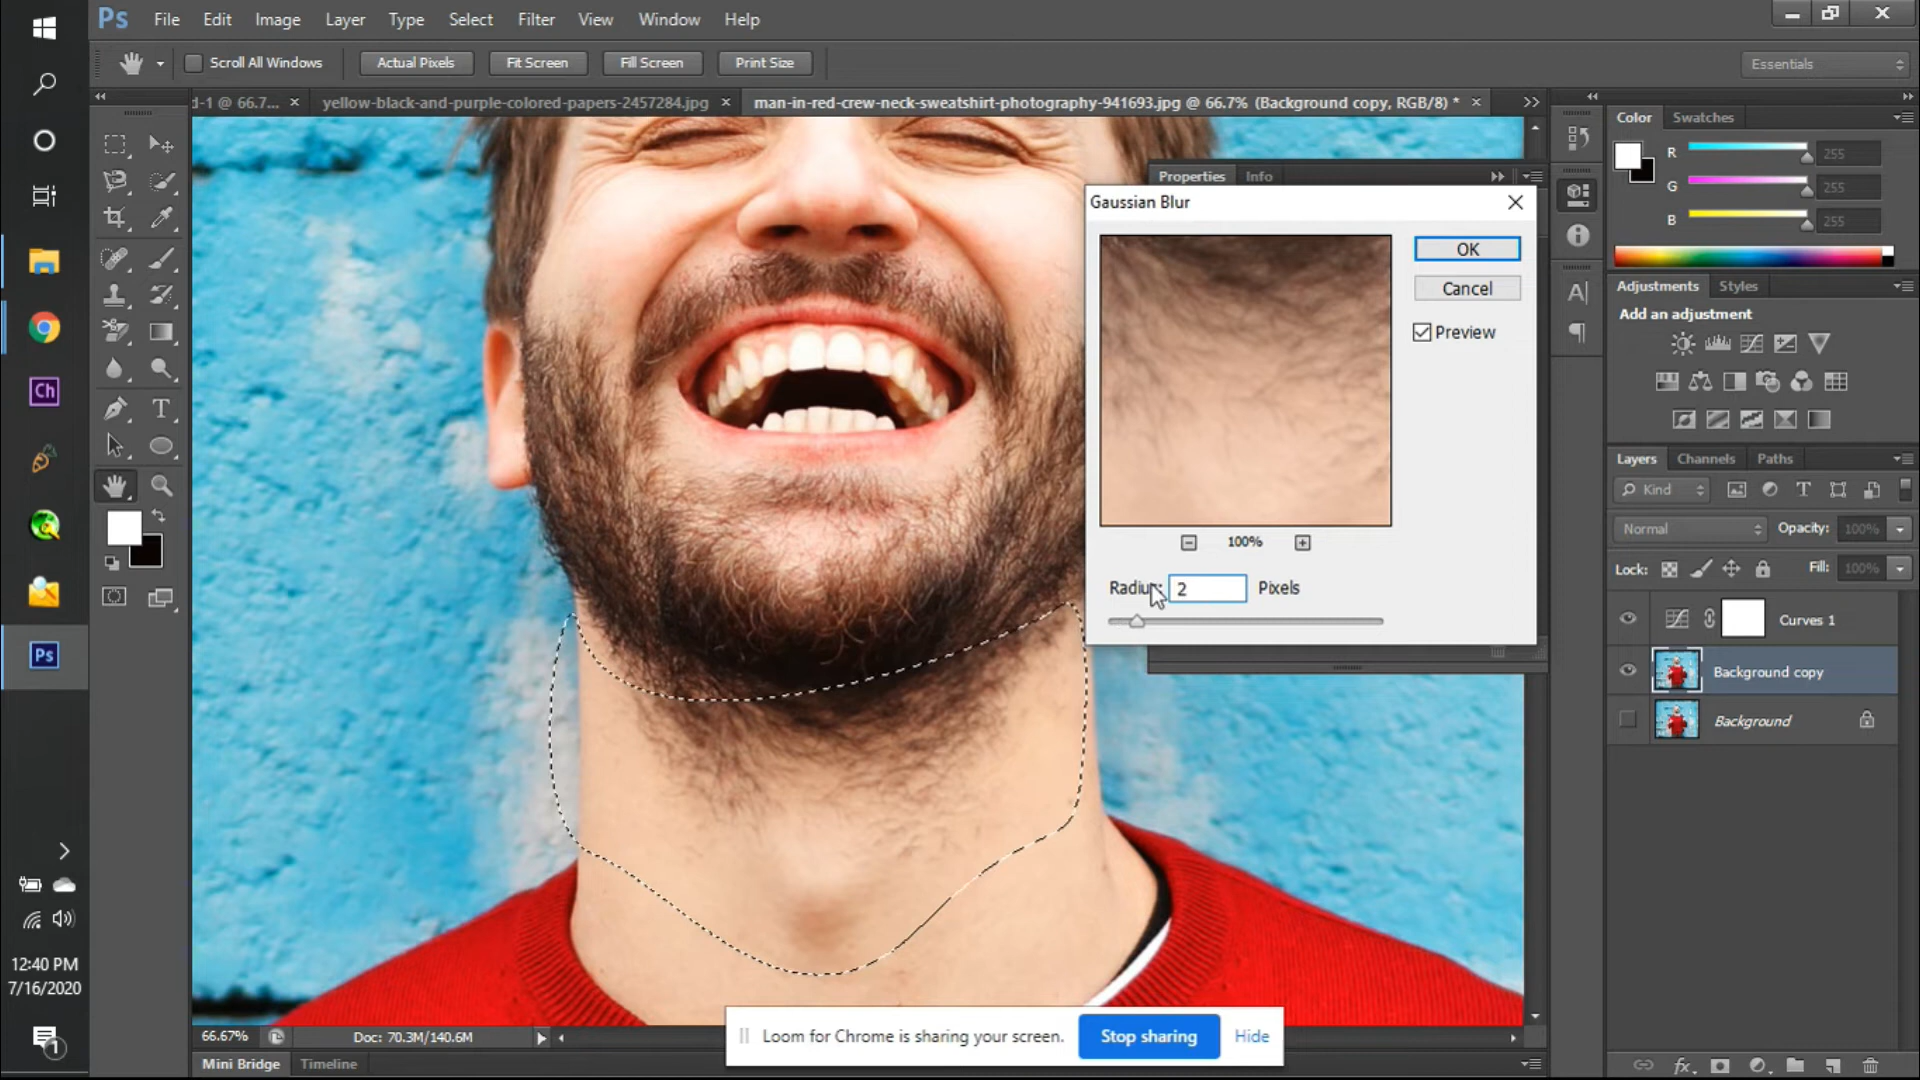 Ps File Edit Image Layer Type Select Filter View Window Help
Scroll All Windows Actual Pixels Fit Screen Fill Screen Print Size Essentials
d-1 @ 66.7... × yellow-black-and-purple-colored-papers-2457284.jpg × man-in-red-crew-neck-sweatshirt-photography-941693.jpg @ 66.7% (Background copy, RGB/8) * ×
Color Swatches
R 255
G 255
B 255
Properties Info
Gaussian Blur
OK
Cancel
Preview
100%
Radius: 2 Pixels
Adjustments Styles
Add an adjustment
Layers Channels Paths
Kind
Normal Opacity: 100%
Lock: Fill: 100%
Curves 1
Background copy
Background
Ch
Ps
T
A
12:40 PM
7/16/2020
1
66.67% Doc: 70.3M/140.6M
Mini Bridge Timeline
Loom for Chrome is sharing your screen. Stop sharing Hide
fx